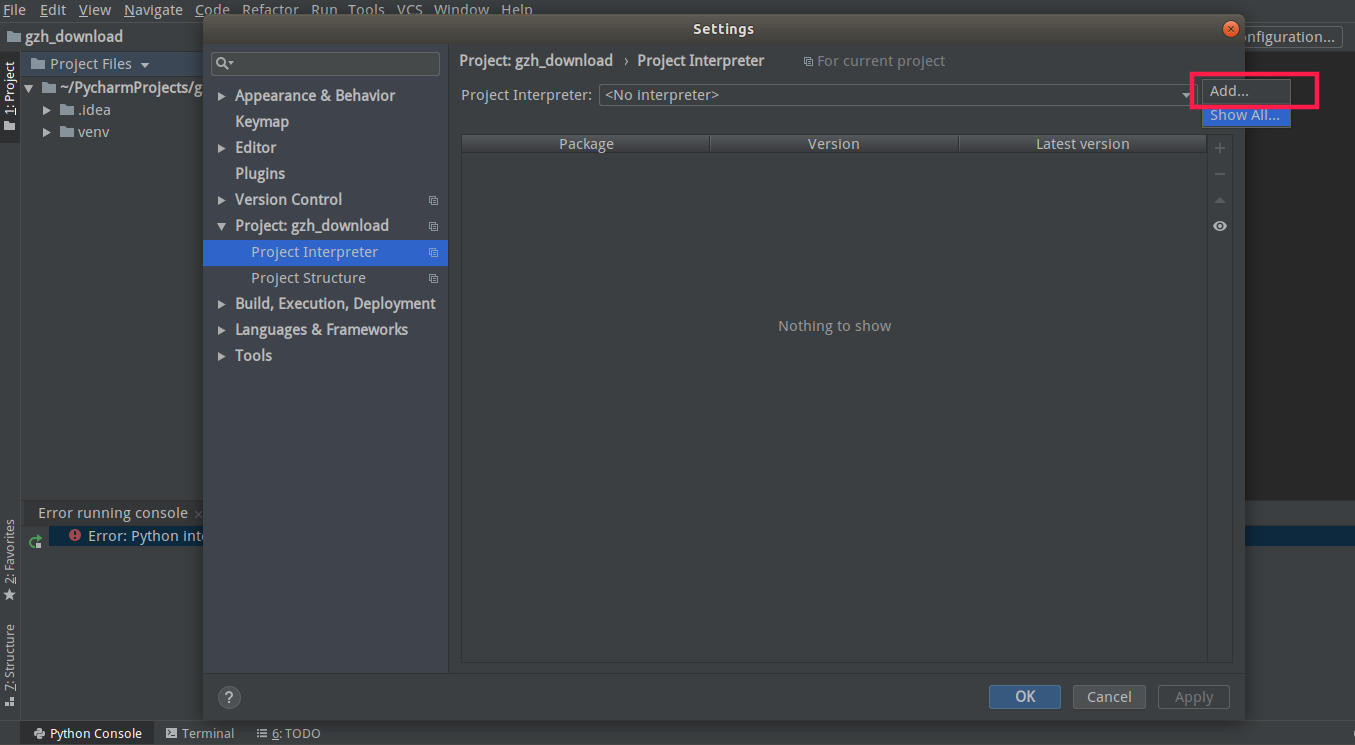 File Edit View Navigate Code Refactor Run Tools VCS Window Help
gzh_download
nfiguration...
Settings
1: Project
Project Files
~/PycharmProjects/g
.idea
venv
Appearance & Behavior
Keymap
Editor
Plugins
Version Control
Project: gzh_download
Project Interpreter
Project Structure
Build, Execution, Deployment
Languages & Frameworks
Tools
Project: gzh_download › Project Interpreter For current project
Project Interpreter: <No interpreter>
Add...
Show All...
Package Version Latest version
Nothing to show
Error running console
Error: Python inte
2: Favorites
7: Structure
?
OK Cancel Apply
Python Console Terminal 6: TODO